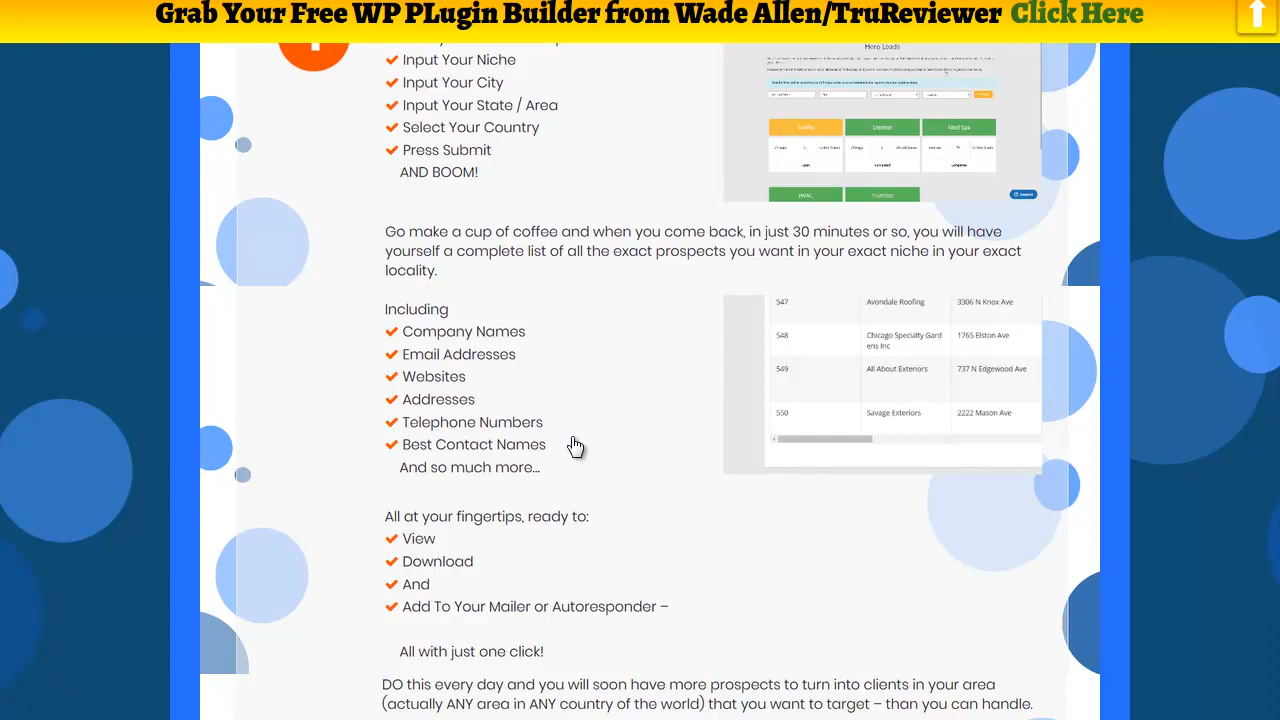 Grab Your Free WP PLugin Builder from Wade Allen/TruReviewer Click Here
Input Your Niche
Input Your City
Input Your State / Area
Select Your Country
Press Submit
AND BOOM!
Hero Leads
Dentist
Med Spa
HVAC
Plumber
Support
Go make a cup of coffee and when you come back, in just 30 minutes or so, you will have
yourself a complete list of all the exact prospects you want in your exact niche in your exact
locality.
Including
Company Names
Email Addresses
Websites
Addresses
Telephone Numbers
Best Contact Names
And so much more...
547 Avondale Roofing 3306 N Knox Ave
548 Chicago Specialty Gard 1765 Elston Ave
ens Inc
549 All About Exteriors 737 N Edgewood Ave
550 Savage Exteriors 2222 Mason Ave
All at your fingertips, ready to:
View
Download
And
Add To Your Mailer or Autoresponder –
All with just one click!
DO this every day and you will soon have more prospects to turn into clients in your area
(actually ANY area in ANY country of the world) that you want to target – than you can handle.